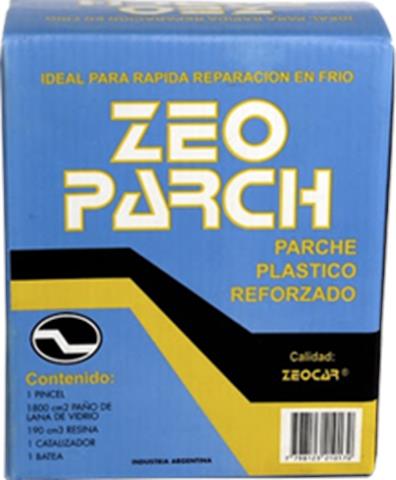 IDEAL PARA RAPIDA REPARACION EN FRIO
ZEO
PARCH
PARCHE
PLASTICO
REFORZADO
Calidad:
ZEOCAR®
Contenido:
1 PINCEL
1800 cm2 PAÑO DE
LANA DE VIDRIO
190 cm3 RESINA
1 CATALIZADOR
1 BATEA
INDUSTRIA ARGENTINA